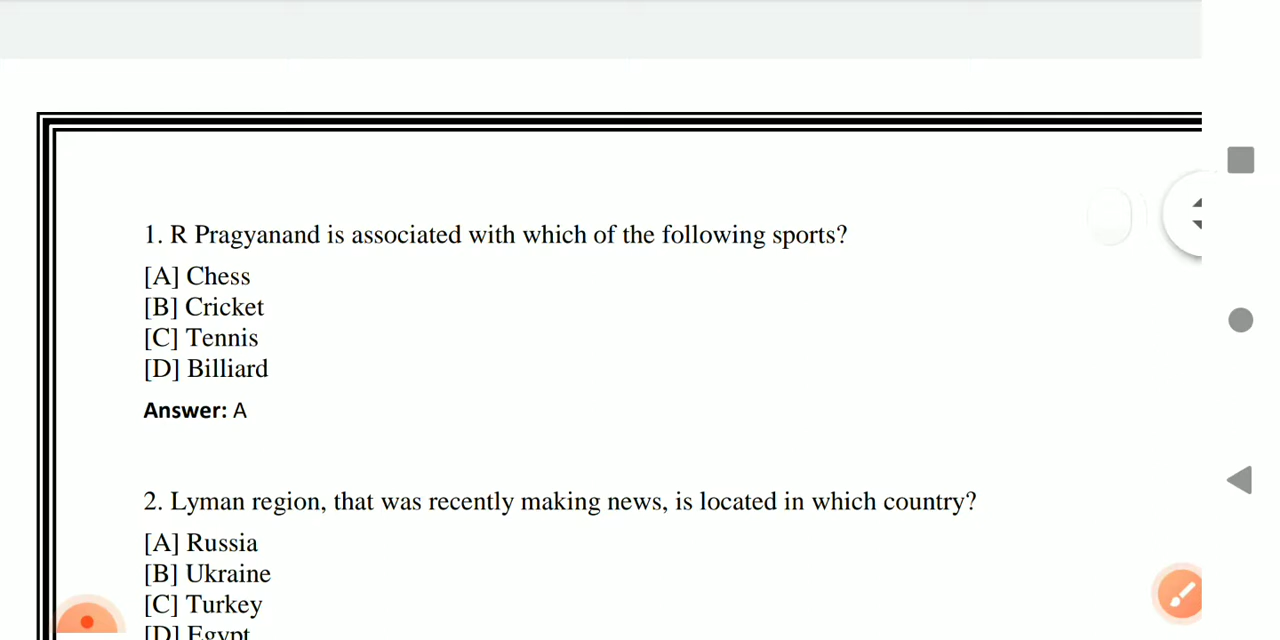 1. R Pragyanand is associated with which of the following sports?
[A] Chess
[B] Cricket
[C] Tennis
[D] Billiard
Answer: A
2. Lyman region, that was recently making news, is located in which country?
[A] Russia
[B] Ukraine
[C] Turkey
[D] Egypt